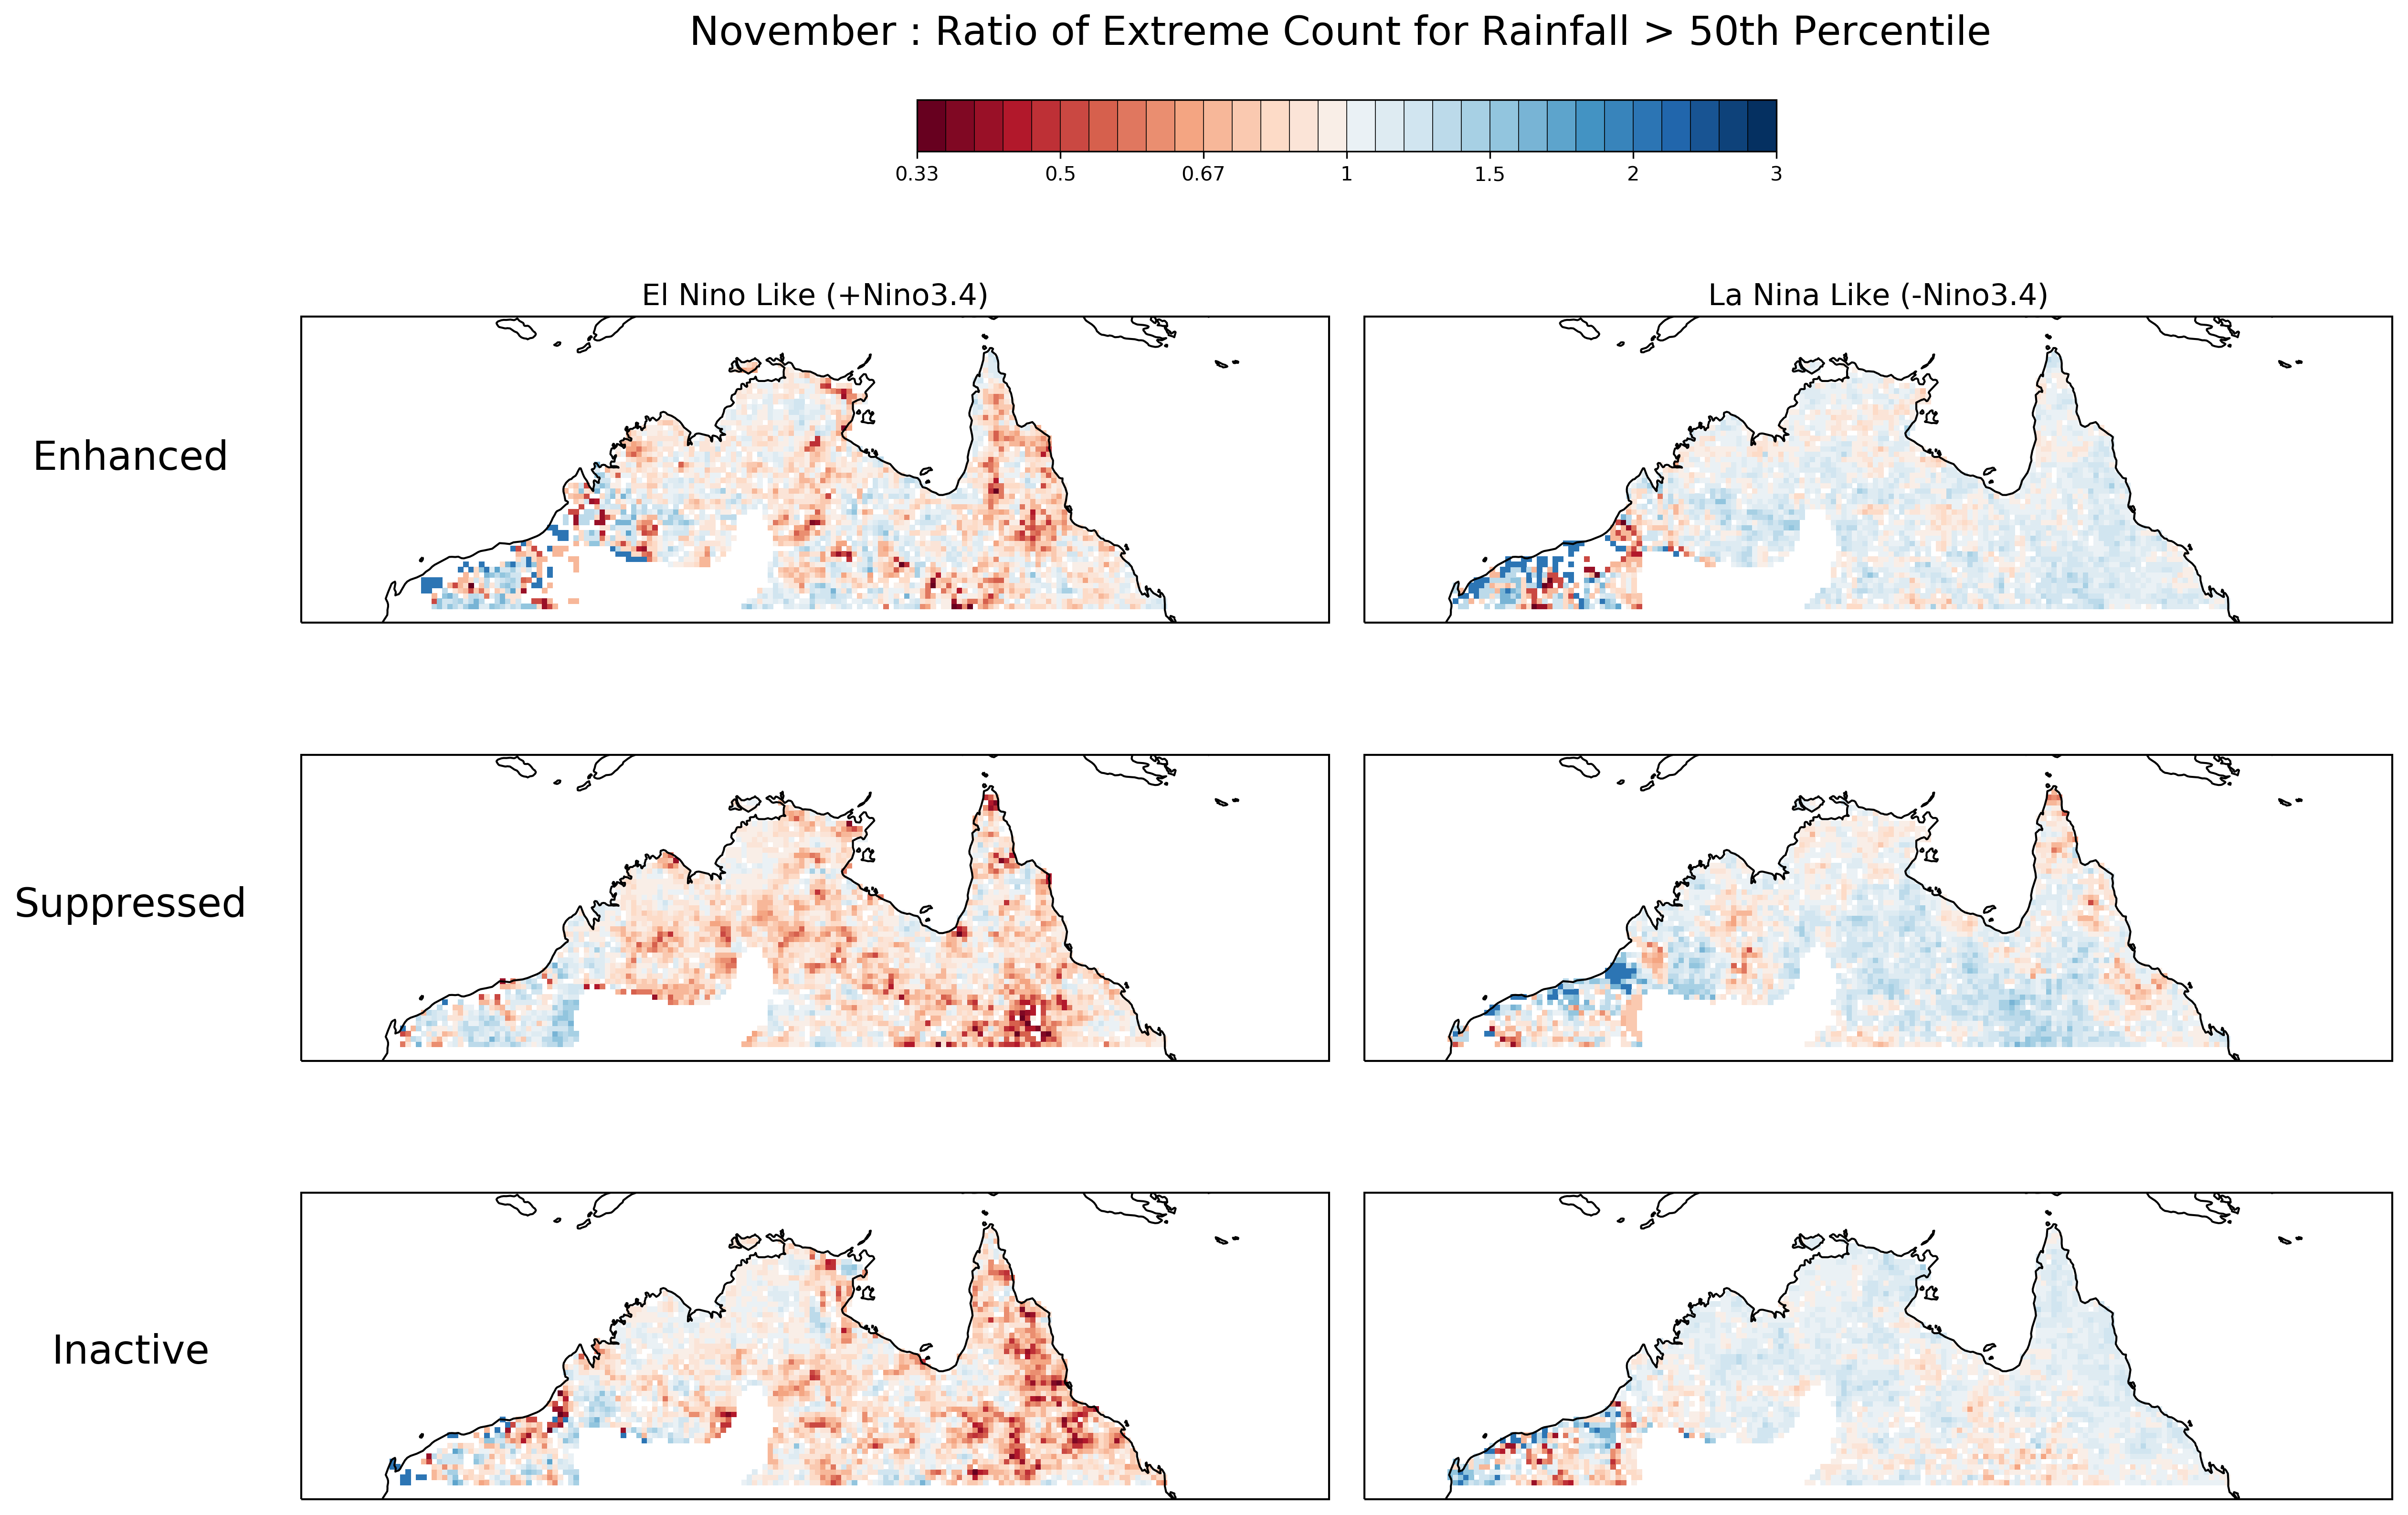 November : Ratio of Extreme Count for Rainfall > 50th Percentile
0.33 0.5 0.67 1 1.5 2 3
El Nino Like (+Nino3.4) La Nina Like (-Nino3.4)
Enhanced
Suppressed
Inactive